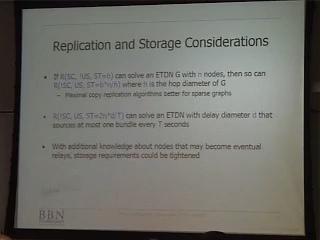 Replication and Storage Considerations
• If R(SC, !US, ST=b) can solve an ETDN G with n nodes, then so can
R(!SC, US, ST=b*n/h) where h is the hop diameter of G
– Maximal copy replication algorithms better for sparse graphs
• R(!SC, US, ST=2n*d/T) can solve an ETDN with delay diameter d that
sources at most one bundle every T seconds
• With additional knowledge about nodes that may become eventual
relays, storage requirements could be tightened
BBN